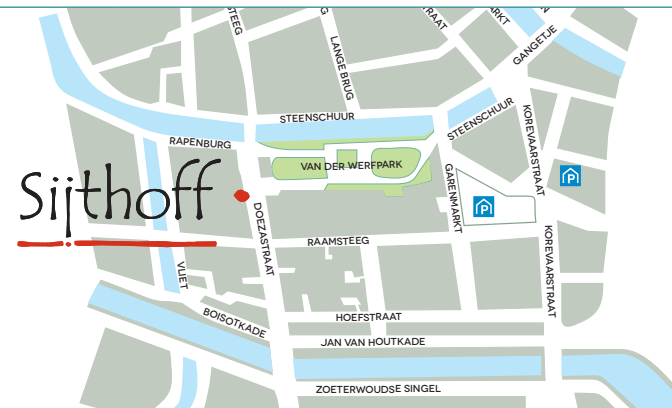 STEEG
G
RAAT
RKT
N
GANGETJE
LANGE BRUG
STEENSCHUUR
STEENSCHUUR
KOREVAARSTRAAT
RAPENBURG
VAN DER WERFPARK
GARENMARKT
P
P
Sijthoff
DOEZASTRAAT
RAAMSTEEG
KOREVAARSTRAAT
VLIET
BOISOTKADE
HOEFSTRAAT
JAN VAN HOUTKADE
ZOETERWOUDSE SINGEL